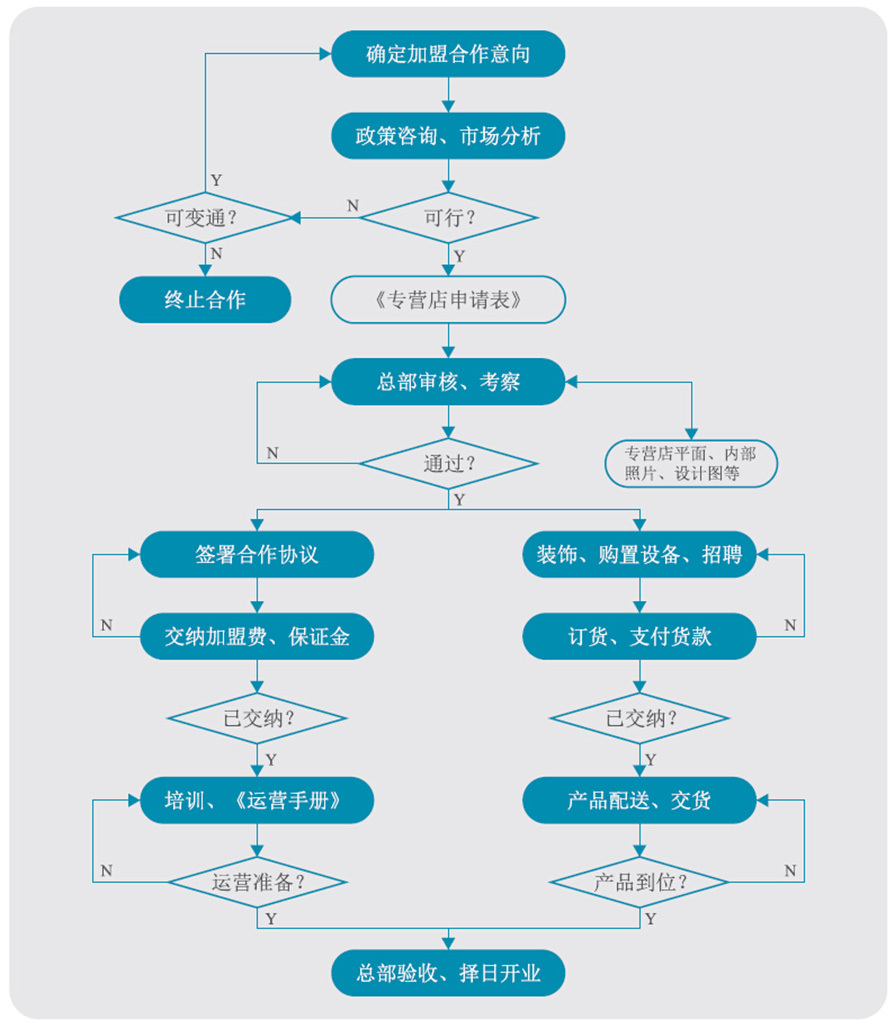 确定加盟合作意向
政策咨询、市场分析
Y
可变通？
N
可行？
N
Y
终止合作
《专营店申请表》
总部审核、考察
N
通过？
专营店平面、内部
照片、设计图等
Y
签署合作协议
装饰、购置设备、招聘
N
交纳加盟费、保证金
订货、支付货款
N
已交纳？
已交纳？
Y
Y
培训、《运营手册》
产品配送、交货
N
运营准备？
产品到位？
N
Y
Y
总部验收、择日开业